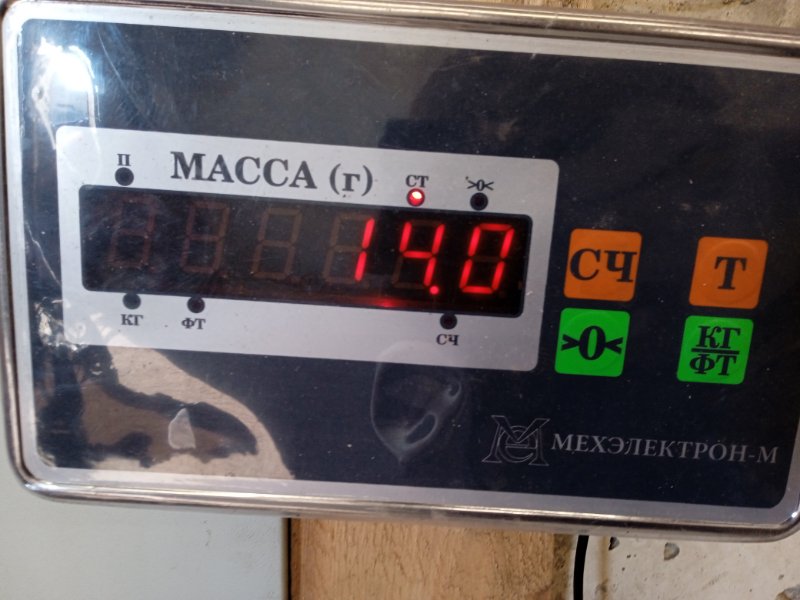 П МАССА (г) СТ >0<
14.0
КГ ФТ СЧ
СЧ Т
>0< КГ/ФТ
МЕХЭЛЕКТРОН-М